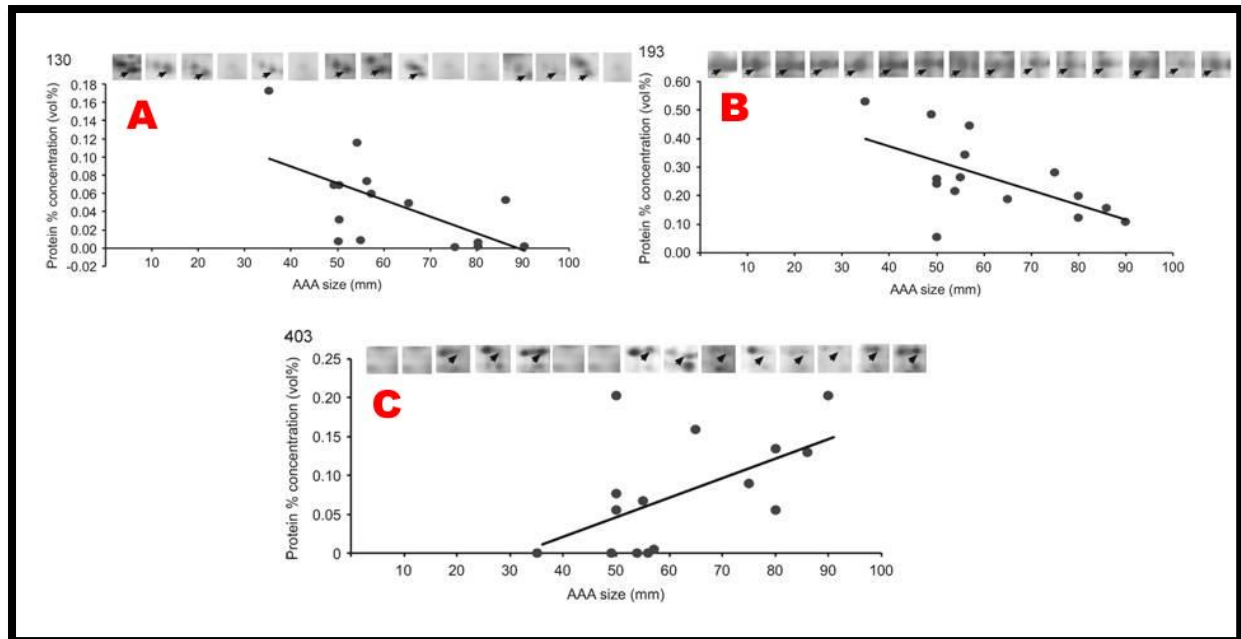 130
A
0.18
0.16
0.14
0.12
0.10
0.08
0.06
0.04
0.02
0.00
-0.02
Protein % concentration (vol%)
10 20 30 40 50 60 70 80 90 100
AAA size (mm)
193
B
0.60
0.50
0.40
0.30
0.20
0.10
0.00
Protein % concentration (vol%)
10 20 30 40 50 60 70 80 90 100
AAA size (mm)
403
C
0.25
0.20
0.15
0.10
0.05
0
Protein % concentration (vol%)
10 20 30 40 50 60 70 80 90 100
AAA size (mm)